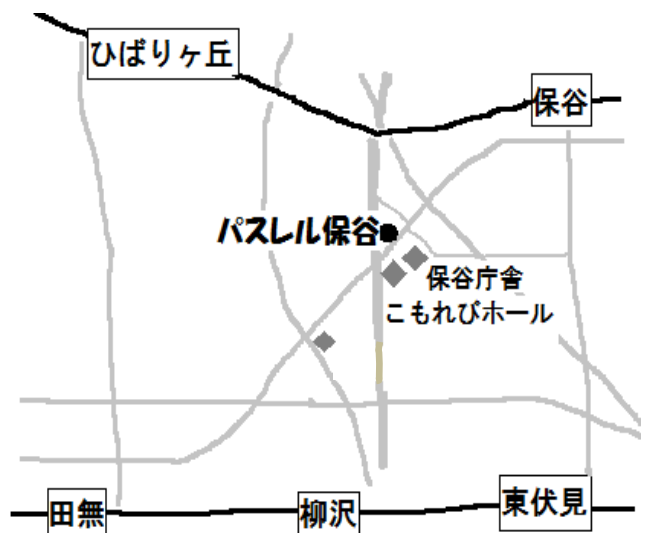 ひばりヶ丘
保谷
パスレル保谷
保谷庁舎
こもれびホール
田無
柳沢
東伏見